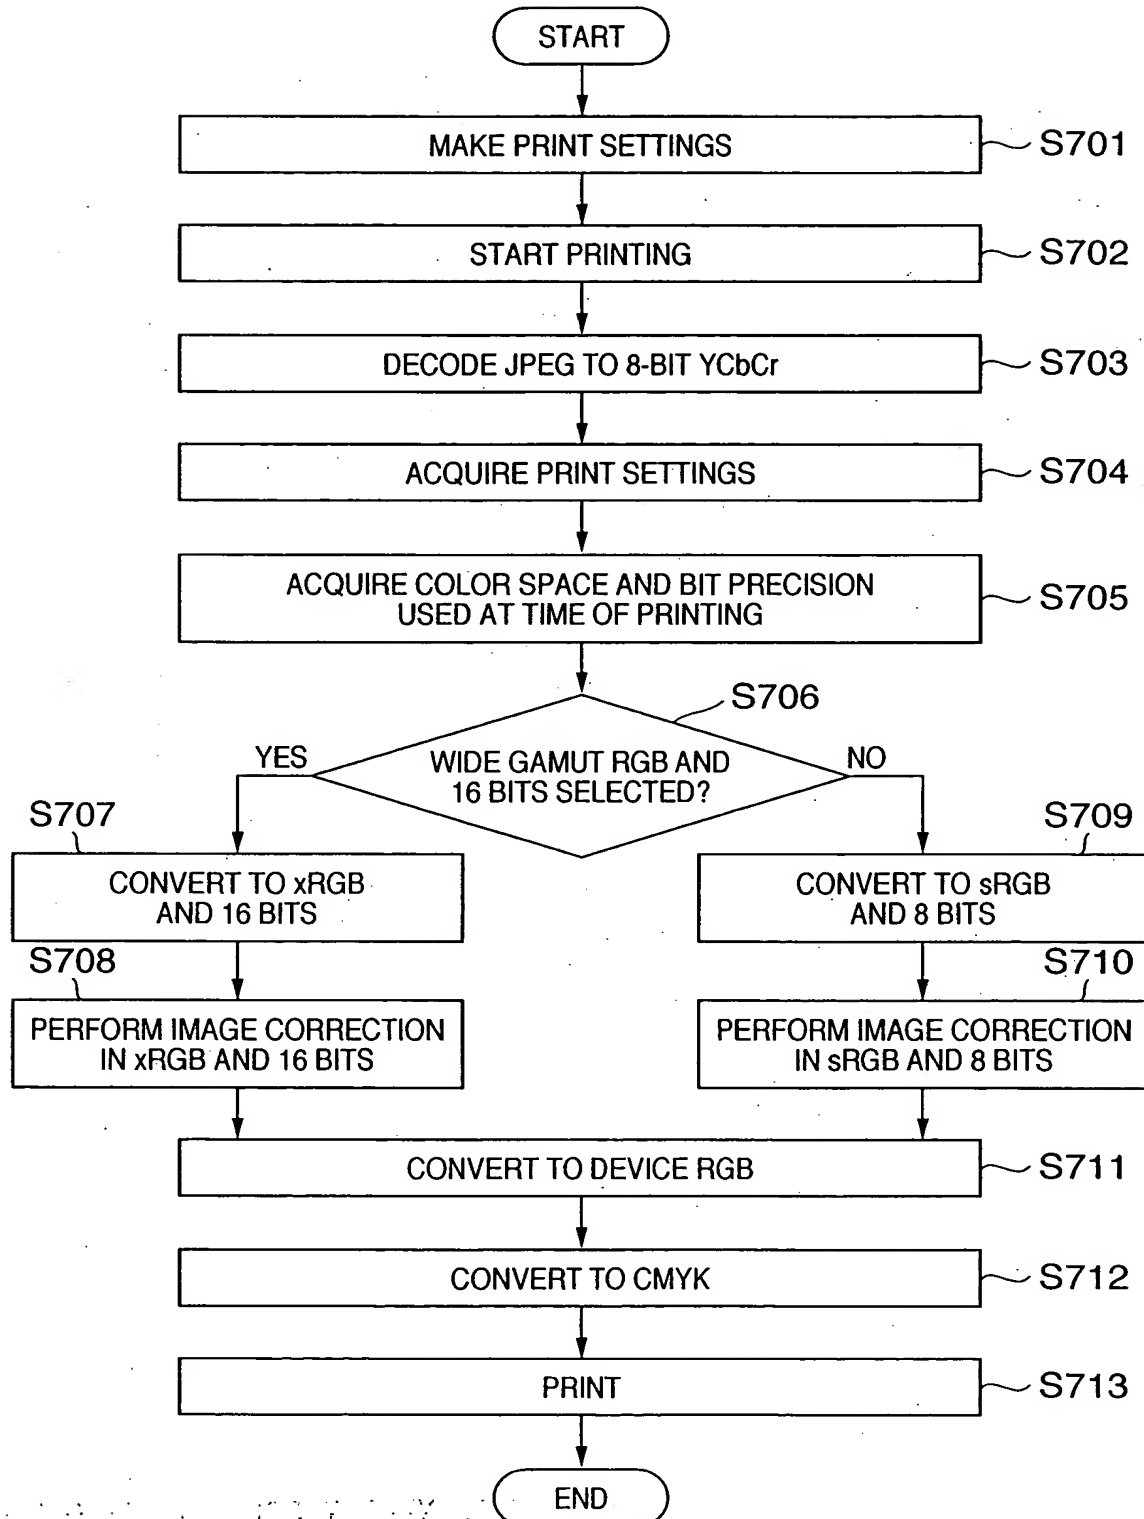 START
MAKE PRINT SETTINGS
S701
START PRINTING
S702
DECODE JPEG TO 8-BIT YCbCr
S703
ACQUIRE PRINT SETTINGS
S704
ACQUIRE COLOR SPACE AND BIT PRECISION
USED AT TIME OF PRINTING
S705
S706
YES
WIDE GAMUT RGB AND
16 BITS SELECTED?
NO
S707
CONVERT TO xRGB
AND 16 BITS
S709
CONVERT TO sRGB
AND 8 BITS
S708
PERFORM IMAGE CORRECTION
IN xRGB AND 16 BITS
S710
PERFORM IMAGE CORRECTION
IN sRGB AND 8 BITS
CONVERT TO DEVICE RGB
S711
CONVERT TO CMYK
S712
PRINT
S713
END